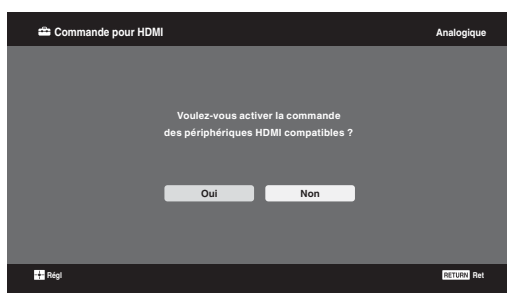 Commande pour HDMI
Analogique
Voulez-vous activer la commande
des périphériques HDMI compatibles ?
Oui
Non
Régl
RETURN Ret